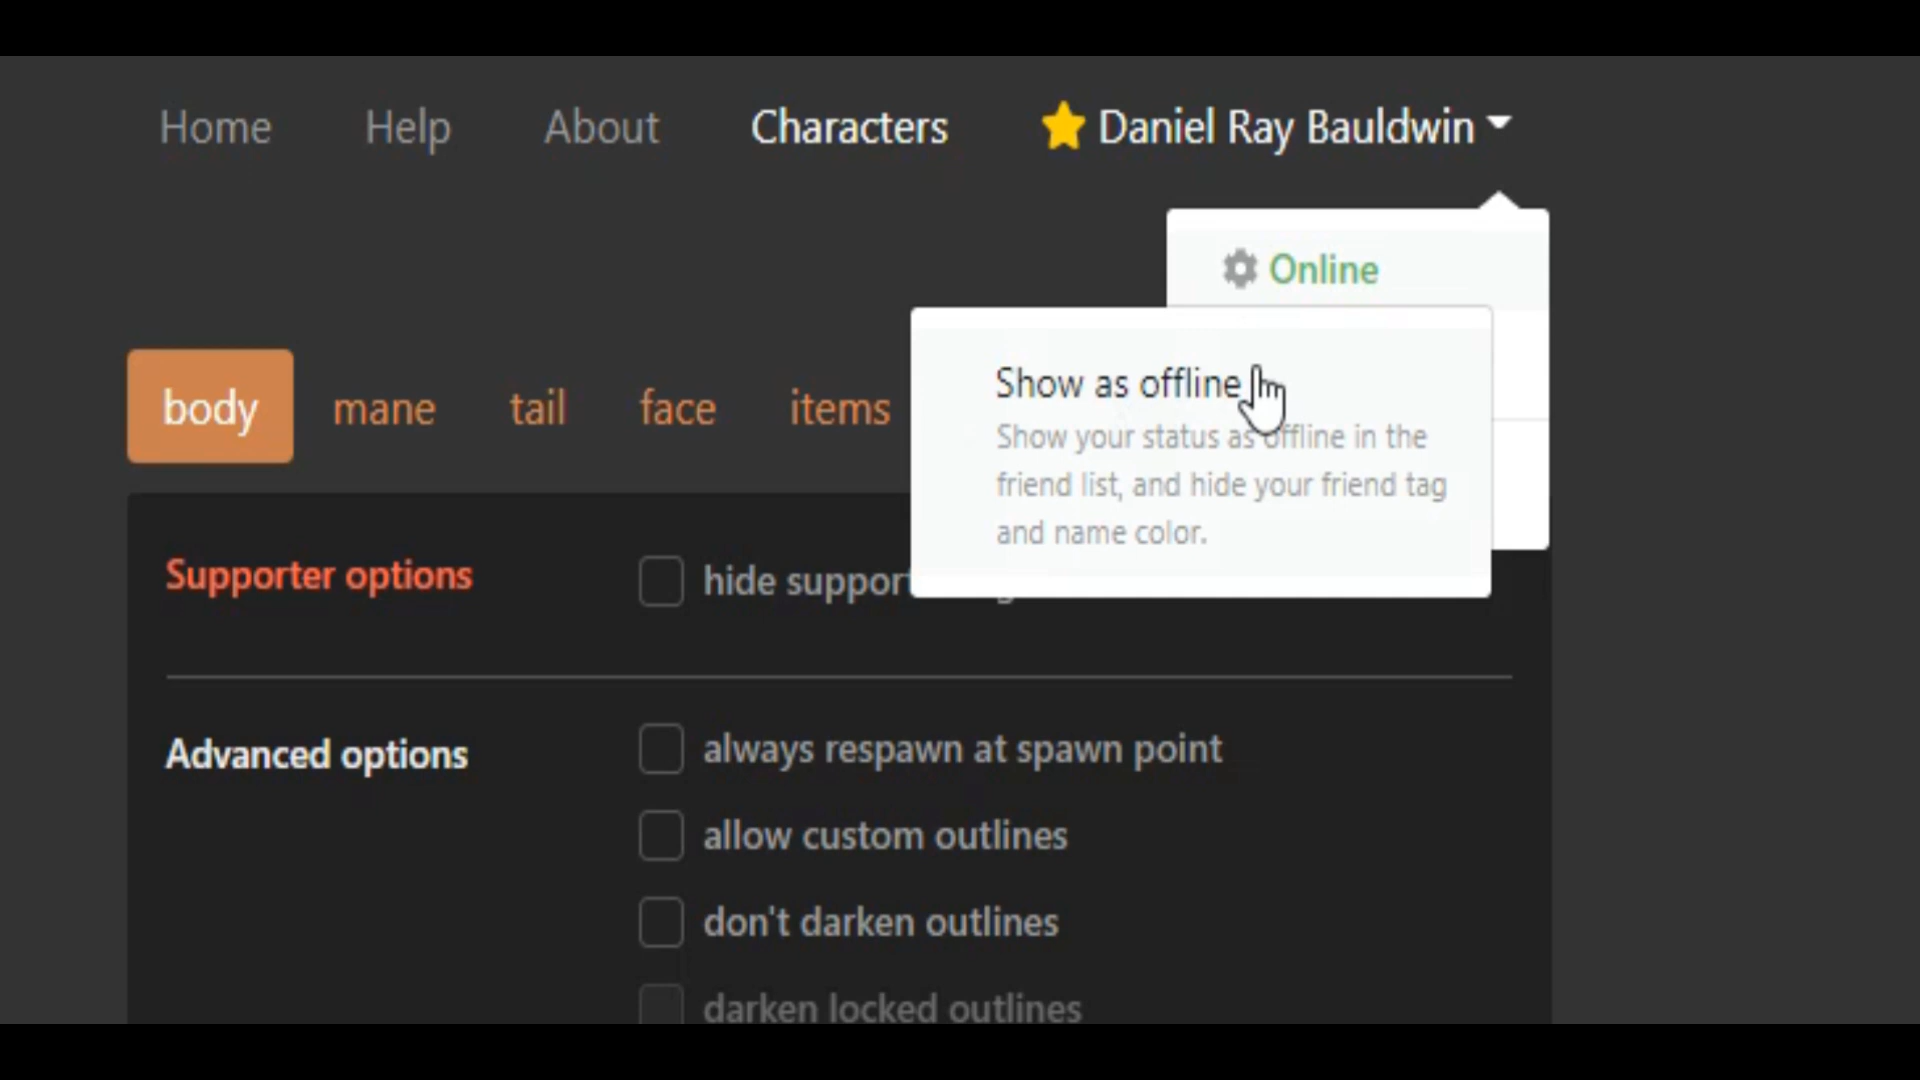 Home Help About Characters Daniel Ray Bauldwin
Online
Show as offline
Show your status as offline in the
friend list, and hide your friend tag
and name color.
body mane tail face items
Supporter options
hide
Advanced options
always respawn at spawn point
allow custom outlines
don't darken outlines
darken locked outlines